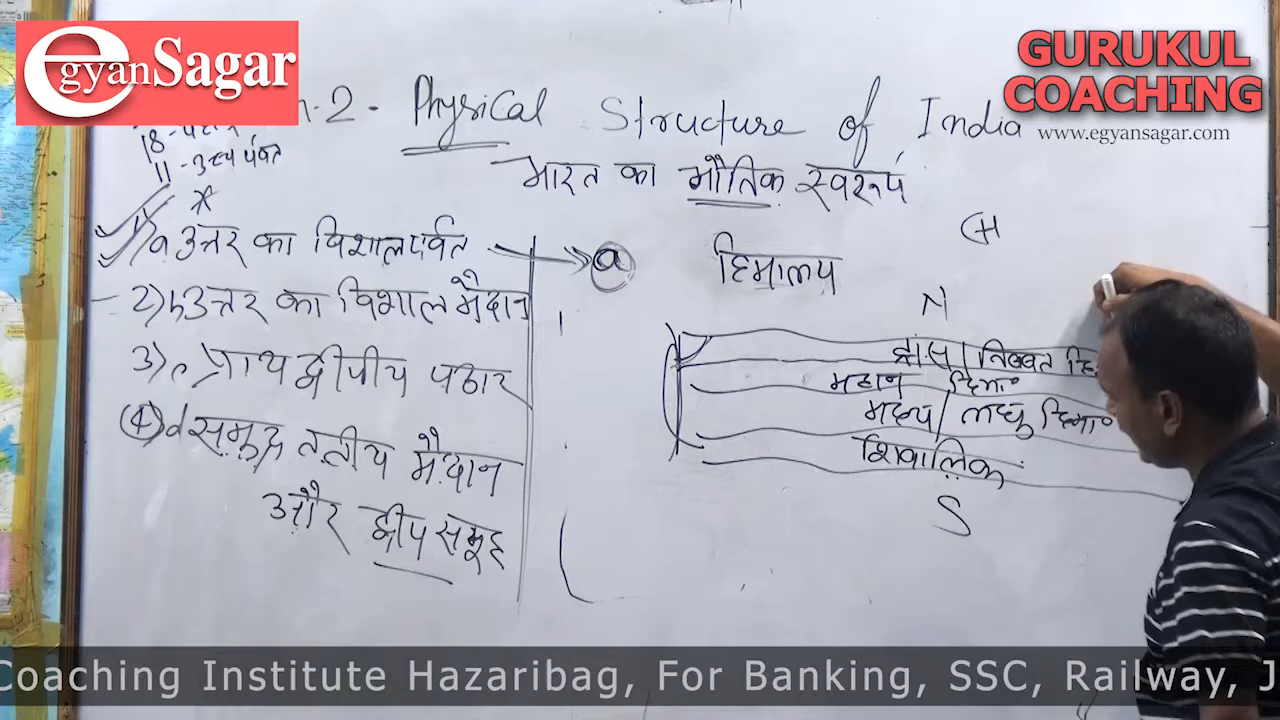 egyanSagar
GURUKUL
COACHING
www.egyansagar.com
2 - Physical Structure of India
भारत का भौतिक स्वरूप
18 -
11 -
1) a उत्तर का विशाल पर्वत
a
हिमालय
2) b उत्तर का विशाल मैदान
N
3) c प्रायद्वीपीय पठार
ट्रांस / तिब्बत हि
महान हिमा॰
मध्य / लघु हिमा॰
4) d समुद्र तटीय मैदान
शिवालिक
और द्वीप समूह
S
Coaching Institute Hazaribag, For Banking, SSC, Railway, J